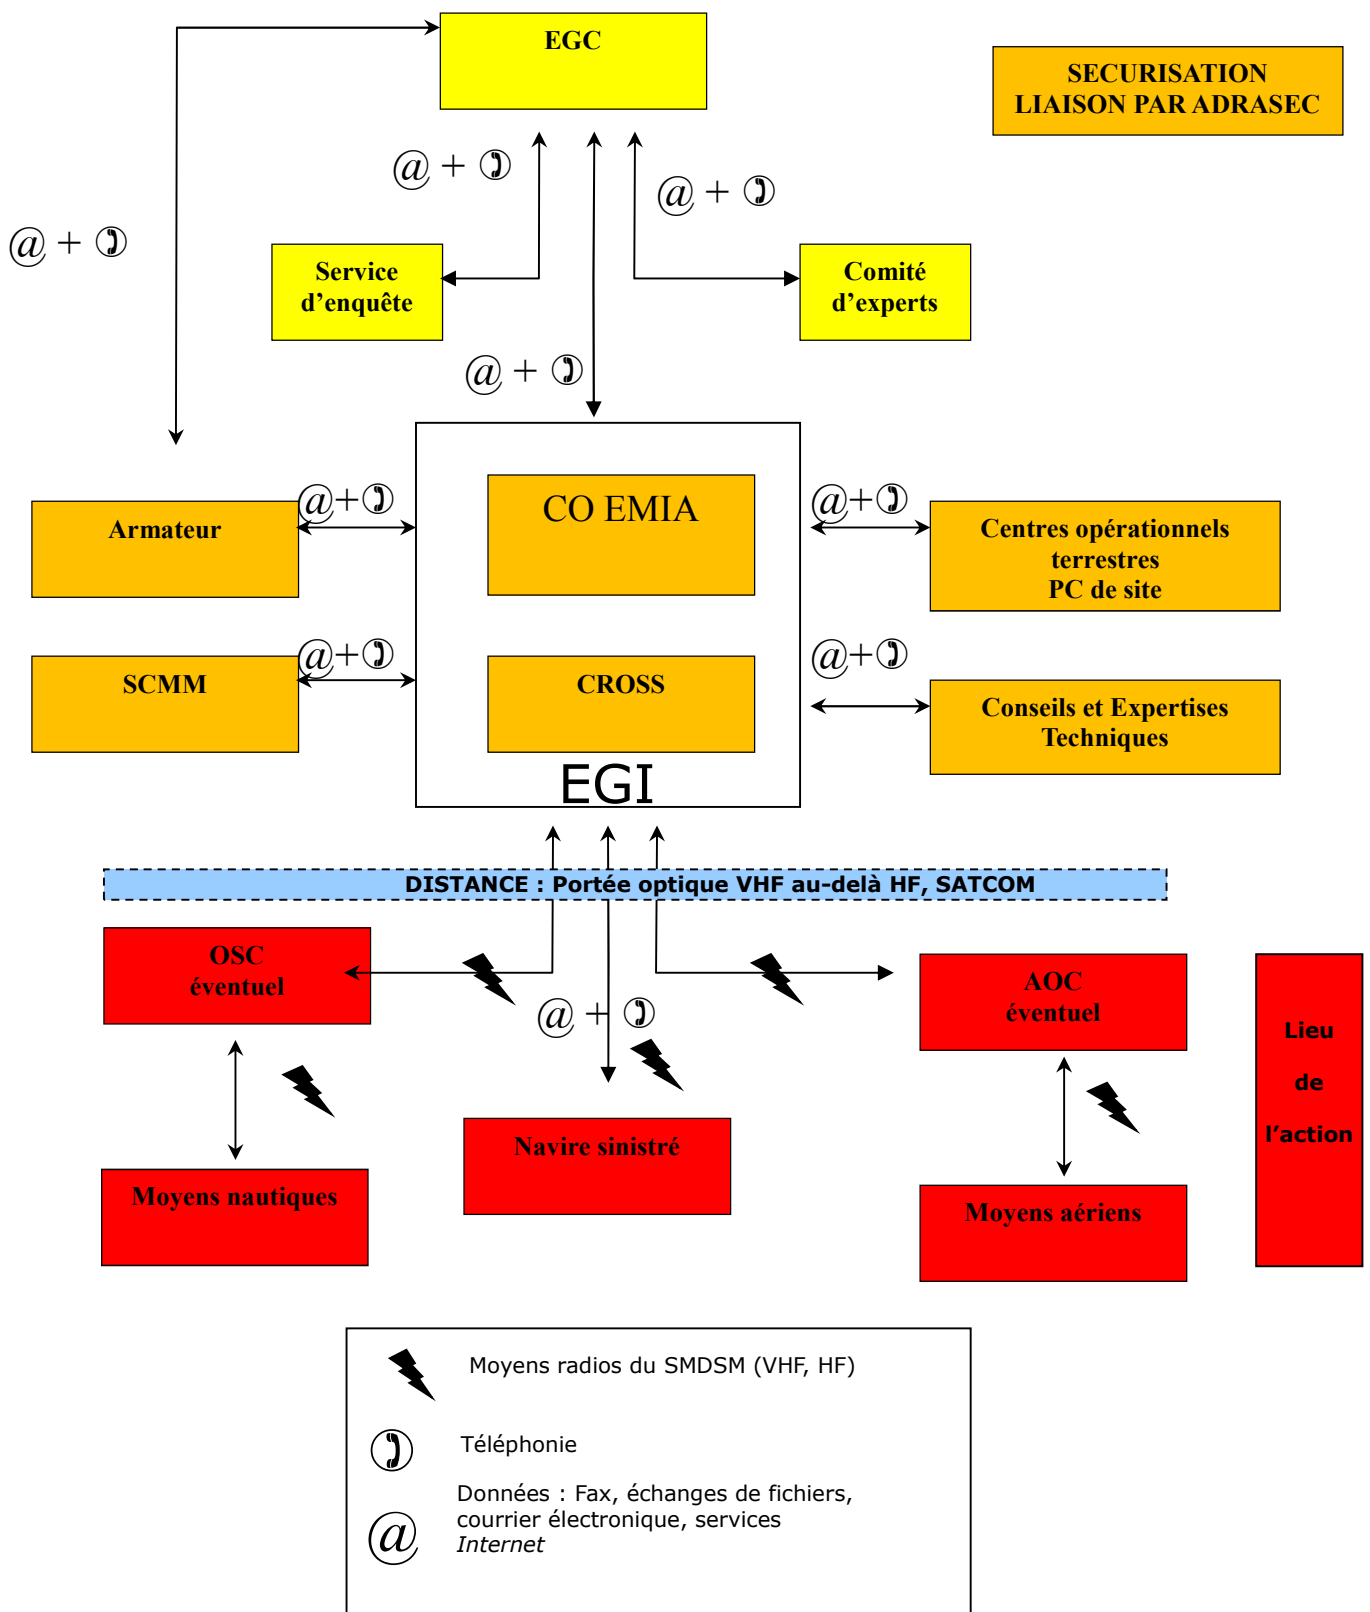 EGC
SÉCURISATION
LIAISON PAR ADRASEC
@ +
@ +
@ +
Service
d'enquête
Comité
d'experts
@ +
@ +
Armateur
@+
CO EMIA
@+
Centres opérationnels
terrestres
PC de site
SCMM
@+
CROSS
@+
Conseils et Expertises
Techniques
EGI
DISTANCE : Portée optique VHF au-delà HF, SATCOM
OSC
éventuel
@ +
AOC
éventuel
Lieu
de
l'action
Navire sinistré
Moyens nautiques
Moyens aériens
Moyens radios du SMDSM (VHF, HF)
Téléphonie
@
Données : Fax, échanges de fichiers,
courrier électronique, services
Internet